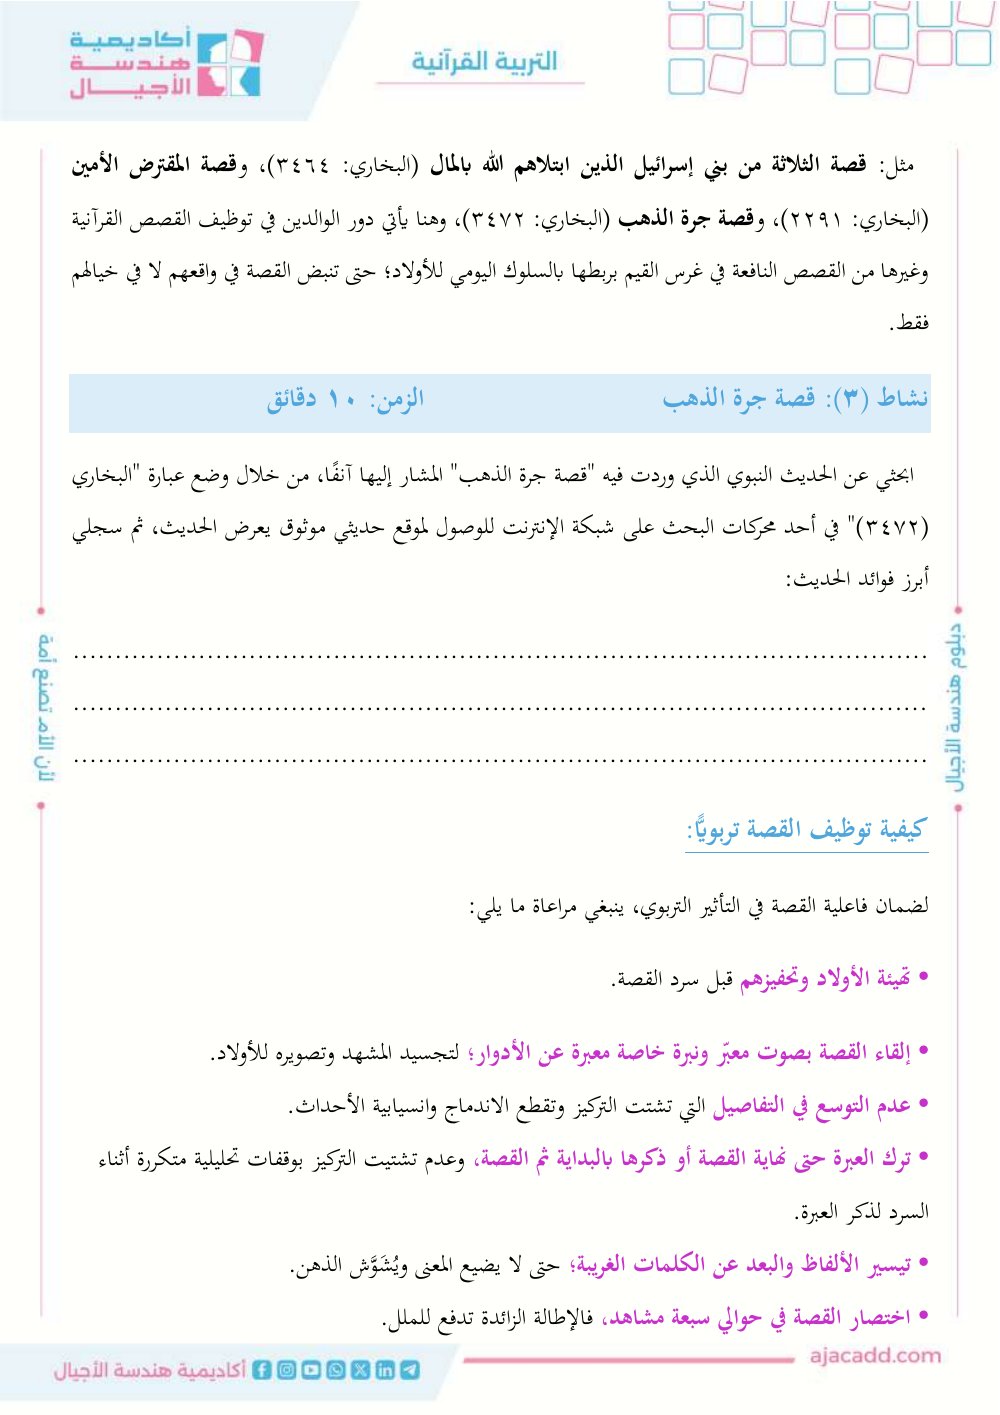 أكاديمية
هندسة
الأجيال
التربية القرآنية
مثل: قصة الثلاثة من بني إسرائيل الذين ابتلاهم الله بالمال (البخاري: ٣٤٦٤)، وقصة المقترض الأمين
(البخاري: ٢٢٩١)، وقصة جرة الذهب (البخاري: ٣٤٧٢)، وهنا يأتي دور الوالدين في توظيف القصص القرآنية
وغيرها من القصص النافعة في غرس القيم بربطها بالسلوك اليومي للأولاد؛ حتى تنبض القصة في واقعهم لا في خيالهم
فقط.
نشاط (٣): قصة جرة الذهب الزمن: ١٠ دقائق
ابحثي عن الحديث النبوي الذي وردت فيه "قصة جرة الذهب" المشار إليها آنفًا، من خلال وضع عبارة "البخاري
(٣٤٧٢)" في أحد محركات البحث على شبكة الإنترنت للوصول لموقع حديثي موثوق يعرض الحديث، ثم سجلي
أبرز فوائد الحديث:
كيفية توظيف القصة تربويًّا:
لضمان فاعلية القصة في التأثير التربوي، ينبغي مراعاة ما يلي:
• تهيئة الأولاد وتحفيزهم قبل سرد القصة.
• إلقاء القصة بصوت معبّر ونبرة خاصة معبرة عن الأدوار؛ لتجسيد المشهد وتصويره للأولاد.
• عدم التوسع في التفاصيل التي تشتت التركيز وتقطع الاندماج وانسيابية الأحداث.
• ترك العبرة حتى نهاية القصة أو ذكرها بالبداية ثم القصة، وعدم تشتيت التركيز بوقفات تحليلية متكررة أثناء
السرد لذكر العبرة.
• تيسير الألفاظ والبعد عن الكلمات الغريبة؛ حتى لا يضيع المعنى ويُشَوَّش الذهن.
• اختصار القصة في حوالي سبعة مشاهد، فالإطالة الزائدة تدفع للملل.
دبلوم هندسة الأجيال
لأن الأم تصنع أمة
أكاديمية هندسة الأجيال
ajacadd.com